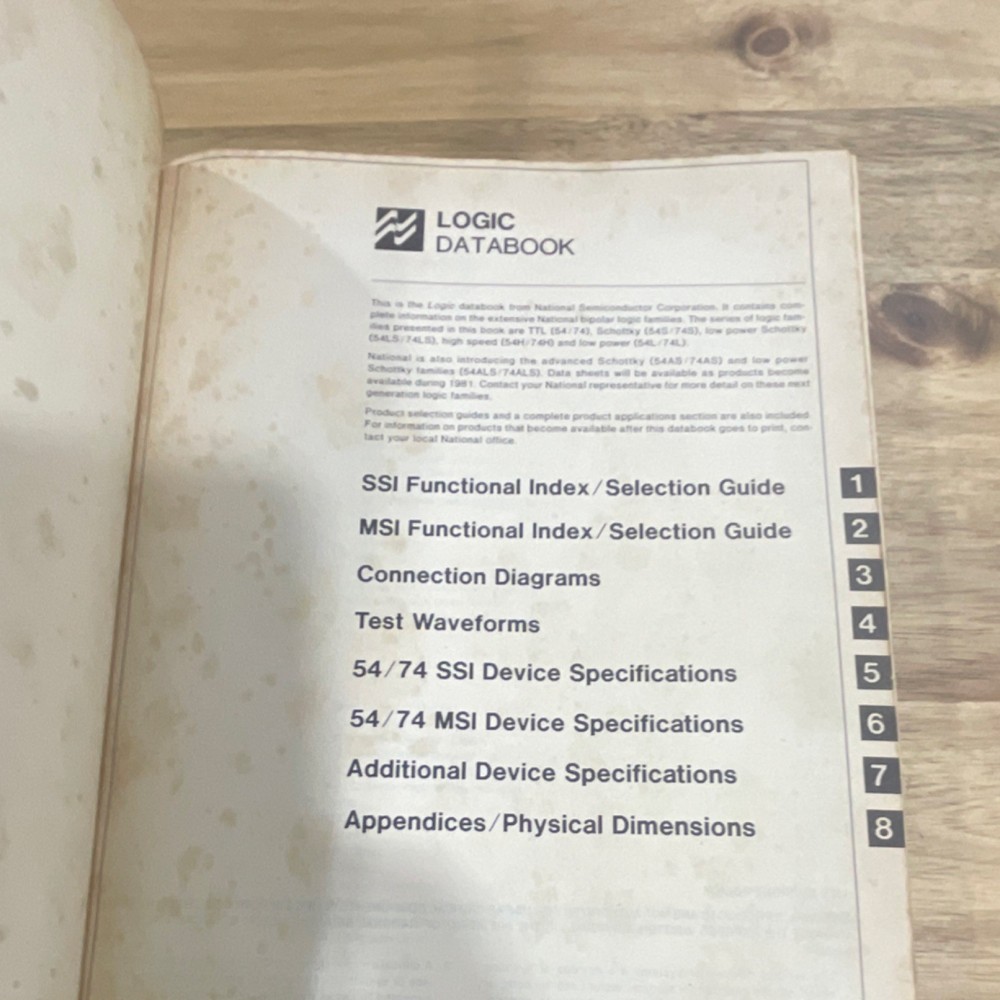 LOGIC
DATABOOK
This is the Logic databook from National Semiconductor Corporation. It contains com-
plete information on the extensive National bipolar logic families. The series of logic fam-
ilies presented in this book are TTL (54/74), Schottky (54S/74S), low power Schottky
(54LS/74LS), high speed (54H/74H) and low power (54L/74L).
National is also introducing the advanced Schottky (54AS/74AS) and low power
Schottky families (54ALS/74ALS). Data sheets will be available as products become
available during 1981. Contact your National representative for more detail on these next
generation logic families.
Product selection guides and a complete product applications section are also included.
For information on products that become available after this databook goes to print, con-
tact your local National office.
SSI Functional Index/Selection Guide 1
MSI Functional Index/Selection Guide 2
Connection Diagrams 3
Test Waveforms 4
54/74 SSI Device Specifications 5
54/74 MSI Device Specifications 6
Additional Device Specifications 7
Appendices/Physical Dimensions 8